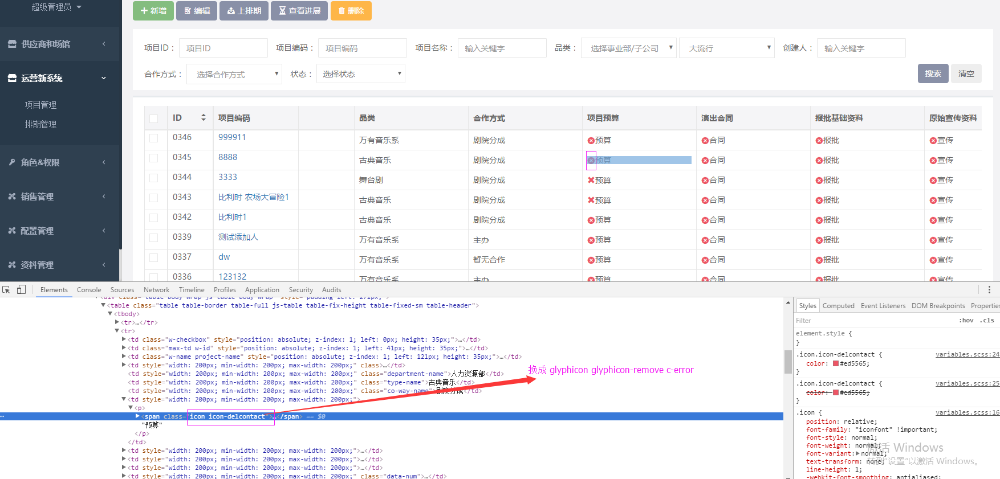 超级管理员
新增 编辑 上排期 查看进展 删除
供应商和场馆
运营新系统
项目管理
排期管理
角色&权限
销售管理
配置管理
资料管理
项目ID： 项目ID 项目编码： 项目编码 项目名称： 输入关键字 品类： 选择事业部/子公司 大流行 创建人： 输入关键字
合作方式： 选择合作方式 状态： 选择状态 搜索 清空
ID 项目编码 品类 合作方式 项目预算 演出合同 报批基础资料 原始宣传资料
0346 999911 万有音乐系 剧院分成 预算 合同 报批 宣传
0345 8888 古典音乐 剧院分成 预算 合同 报批 宣传
0344 3333 舞台剧 剧院分成 预算 合同 报批 宣传
0343 比利时 农场大冒险1 古典音乐 剧院分成 预算 合同 报批 宣传
0342 比利时1 古典音乐 剧院分成 预算 合同 报批 宣传
0339 测试添加人 万有音乐系 主办 预算 合同 报批 宣传
0337 dw 万有音乐系 暂无合作 预算 合同 报批 宣传
0336 123132 万有音乐系 主办 预算 合同 报批 宣传
Elements Console Sources Network Timeline Profiles Application Security Audits
<div class="table-body-wrap js-table-body-wrap" style="padding-left: 271px;">
<table class="table table-border table-full js-table table-fix-height table-fixed-sm table-header">
<tbody>
<tr>…</tr>
<tr>
<td class="w-checkbox" style="position: absolute; z-index: 1; left: 0px; height: 35px;">…</td>
<td class="max-td w-id" style="position: absolute; z-index: 1; left: 41px; height: 35px;">…</td>
<td class="w-name project-name" style="position: absolute; z-index: 1; left: 121px; height: 35px;">…</td>
<td style="width: 200px; min-width: 200px; max-width: 200px;" class>…</td>
<td style="width: 200px; min-width: 200px; max-width: 200px;" class="department-name">人力资源部</td>
<td style="width: 200px; min-width: 200px; max-width: 200px;" class="type-name">古典音乐</td>
<td style="width: 200px; min-width: 200px; max-width: 200px;" class="co-way-name">剧院分成</td>
<td style="width: 200px; min-width: 200px; max-width: 200px;">
<p>
<span class="icon icon-delcontact">…</span> == $0
"预算"
</p>
</td>
<td style="width: 200px; min-width: 200px; max-width: 200px;">…</td>
<td style="width: 200px; min-width: 200px; max-width: 200px;">…</td>
<td style="width: 200px; min-width: 200px; max-width: 200px;">…</td>
<td style="width: 200px; min-width: 200px; max-width: 200px;" class="data-num">…</td>
换成 glyphicon glyphicon-remove c-error
Styles Computed Event Listeners DOM Breakpoints Properties
Filter :hov .cls
element.style {
}
.icon.icon-delcontact { variables.scss:24
color: #ed5565;
}
.icon.icon-delcontact { variables.scss:25
color: #ed5565;
}
.icon { variables.scss:16
position: relative;
font-family: "iconfont" !important;
font-style: normal;
font-weight: normal;
font-variant: normal;
text-transform: none;
line-height: 1;
-webkit-font-smoothing: antialiased;
激活 Windows
转到"设置"以激活 Windows。